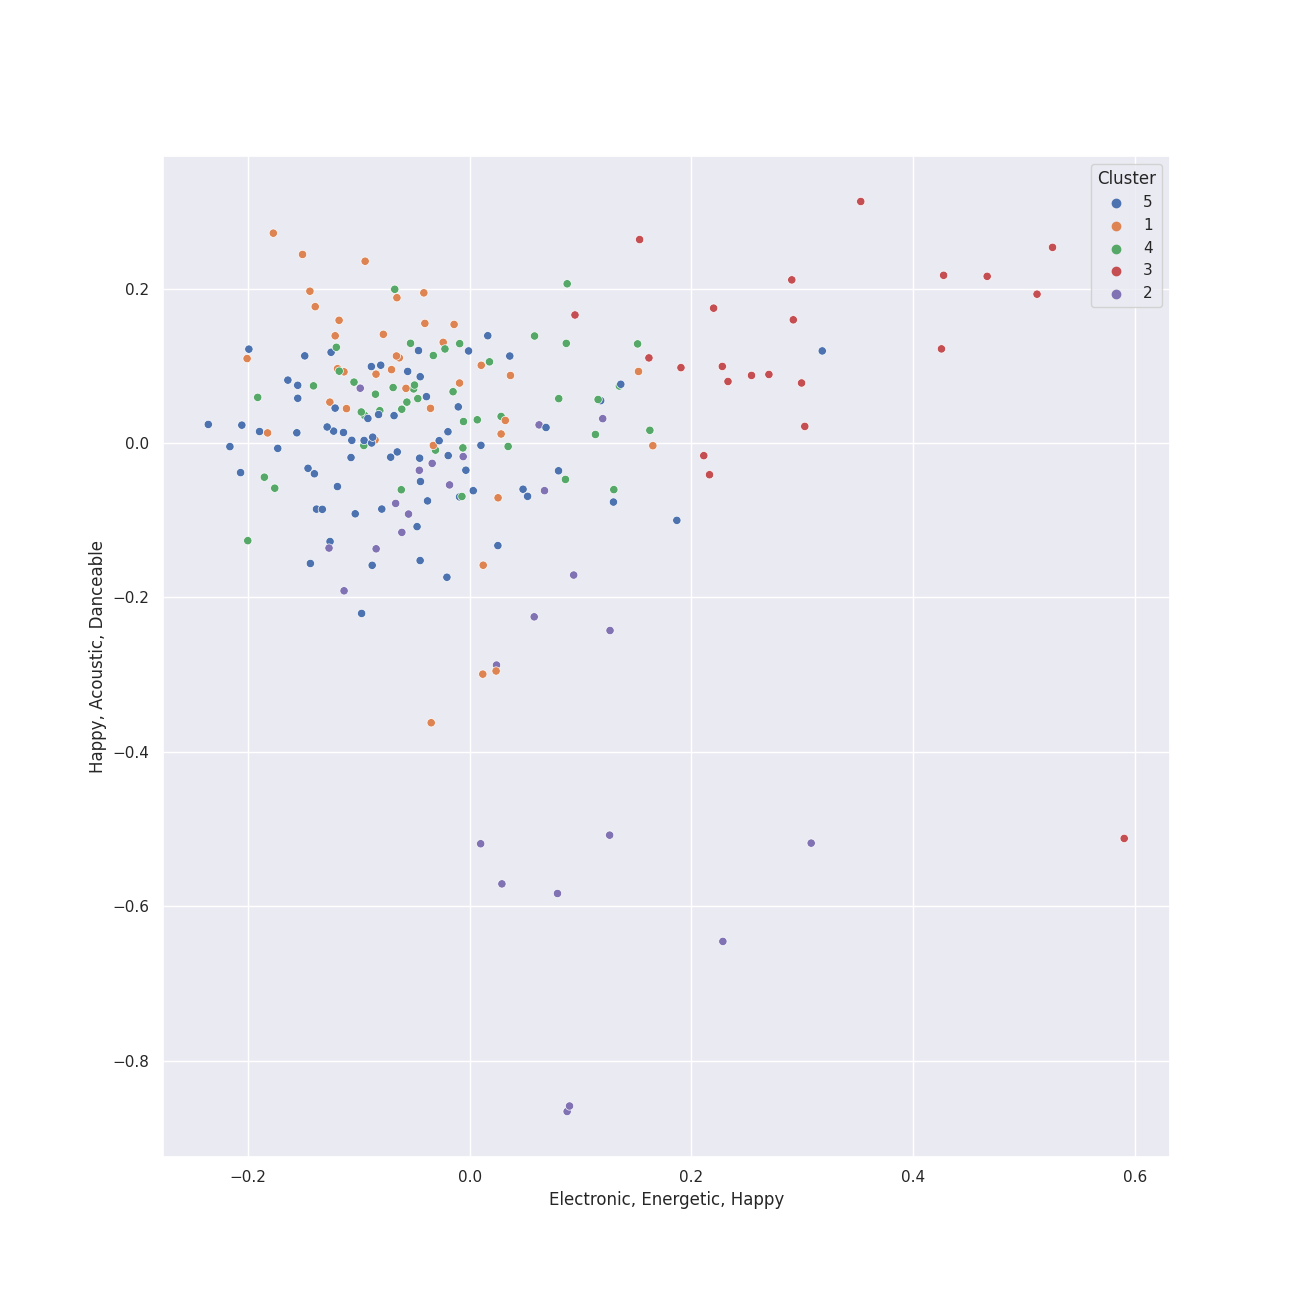 Cluster
5
1
4
3
2
0.2
0.0
−0.2
−0.4
−0.6
−0.8
Happy, Acoustic, Danceable
−0.2 0.0 0.2 0.4 0.6
Electronic, Energetic, Happy